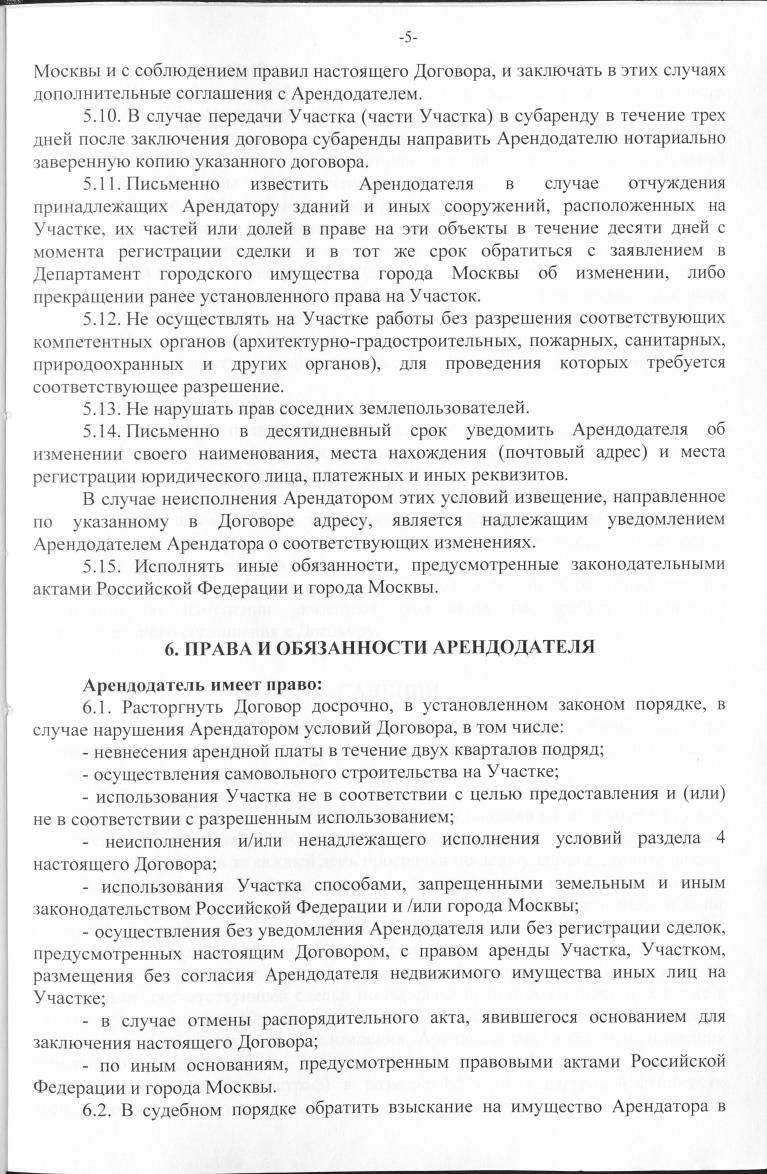 -5-
Москвы и с соблюдением правил настоящего Договора, и заключать в этих случаях
дополнительные соглашения с Арендодателем.
5.10. В случае передачи Участка (части Участка) в субаренду в течение трех
дней после заключения договора субаренды направить Арендодателю нотариально
заверенную копию указанного договора.
5.11. Письменно известить Арендодателя в случае отчуждения
принадлежащих Арендатору зданий и иных сооружений, расположенных на
Участке, их частей или долей в праве на эти объекты в течение десяти дней с
момента регистрации сделки и в тот же срок обратиться с заявлением в
Департамент городского имущества города Москвы об изменении, либо
прекращении ранее установленного права на Участок.
5.12. Не осуществлять на Участке работы без разрешения соответствующих
компетентных органов (архитектурно-градостроительных, пожарных, санитарных,
природоохранных и других органов), для проведения которых требуется
соответствующее разрешение.
5.13. Не нарушать прав соседних землепользователей.
5.14. Письменно в десятидневный срок уведомить Арендодателя об
изменении своего наименования, места нахождения (почтовый адрес) и места
регистрации юридического лица, платежных и иных реквизитов.
В случае неисполнения Арендатором этих условий извещение, направленное
по указанному в Договоре адресу, является надлежащим уведомлением
Арендодателем Арендатора о соответствующих изменениях.
5.15. Исполнять иные обязанности, предусмотренные законодательными
актами Российской Федерации и города Москвы.
6. ПРАВА И ОБЯЗАННОСТИ АРЕНДОДАТЕЛЯ
Арендодатель имеет право:
6.1. Расторгнуть Договор досрочно, в установленном законом порядке, в
случае нарушения Арендатором условий Договора, в том числе:
- невнесения арендной платы в течение двух кварталов подряд;
- осуществления самовольного строительства на Участке;
- использования Участка не в соответствии с целью предоставления и (или)
не в соответствии с разрешенным использованием;
- неисполнения и/или ненадлежащего исполнения условий раздела 4
настоящего Договора;
- использования Участка способами, запрещенными земельным и иным
законодательством Российской Федерации и /или города Москвы;
- осуществления без уведомления Арендодателя или без регистрации сделок,
предусмотренных настоящим Договором, с правом аренды Участка, Участком,
размещения без согласия Арендодателя недвижимого имущества иных лиц на
Участке;
- в случае отмены распорядительного акта, явившегося основанием для
заключения настоящего Договора;
- по иным основаниям, предусмотренным правовыми актами Российской
Федерации и города Москвы.
6.2. В судебном порядке обратить взыскание на имущество Арендатора в